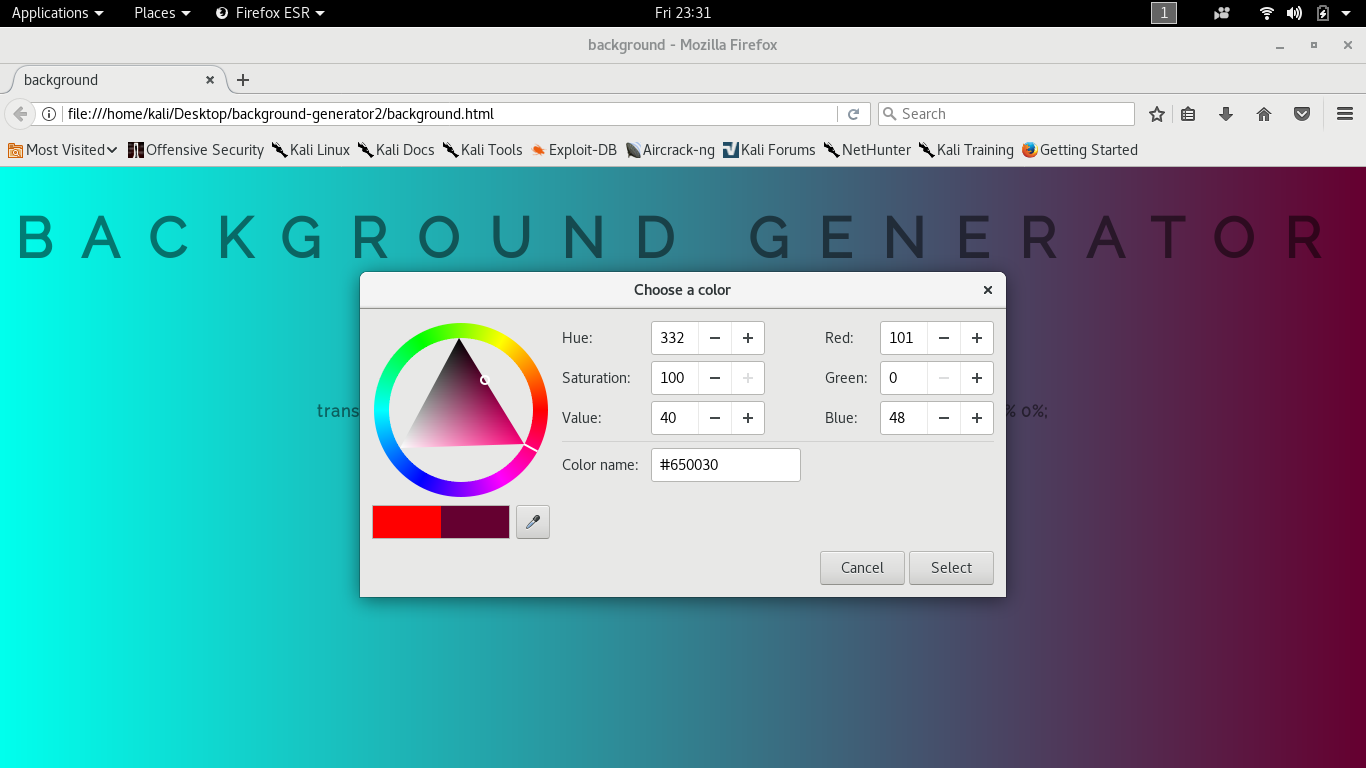 Applications Places Firefox ESR Fri 23:31 1
background - Mozilla Firefox
background
file:///home/kali/Desktop/background-generator2/background.html Search
Most Visited Offensive Security Kali Linux Kali Docs Kali Tools Exploit-DB Aircrack-ng Kali Forums NetHunter Kali Training Getting Started
BACKGROUND GENERATOR
Choose a color
Hue: 332 Red: 101
Saturation: 100 Green: 0
Value: 40 Blue: 48
trans % 0%;
Color name: #650030
Cancel Select